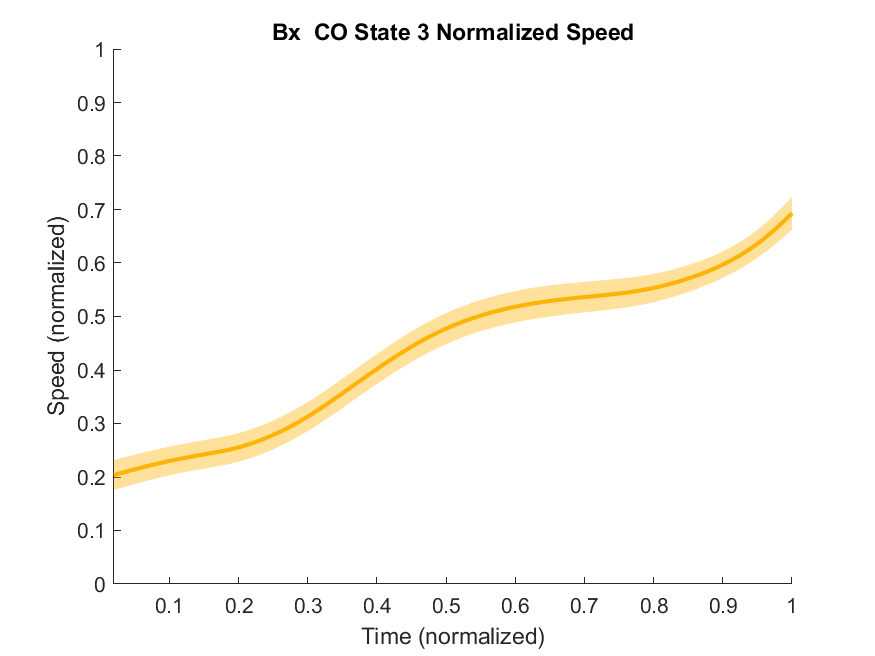 Bx  CO State 3 Normalized Speed
1
0.9
0.8
0.7
0.6
0.5
0.4
0.3
0.2
0.1
0
Speed (normalized)
0.1 0.2 0.3 0.4 0.5 0.6 0.7 0.8 0.9 1
Time (normalized)